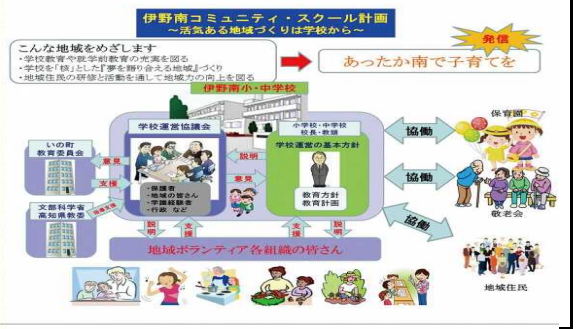 伊野南コミュニティ・スクール計画
～活気ある地域づくりは学校から～
発信
こんな地域をめざします
・学校教育や就学前教育の充実を図る
・学校を「核」とした『夢を語り合える地域』づくり
・地域住民の研修と活動を通して地域力の向上を図る
あったか南で子育てを
伊野南小・中学校
学校運営協議会
小学校・中学校
校長・教頭
学校運営の基本方針
保育園
いの町
教育委員会
意見
支援
説明
意見
協働
・保護者
・地域の皆さん
・学識経験者
・行政 など
教育方針
教育計画
協働
敬老会
文部科学省
高知県教委
指導支援
協働
説明
支援
支援
説明
地域ボランティア各組織の皆さん
地域住民